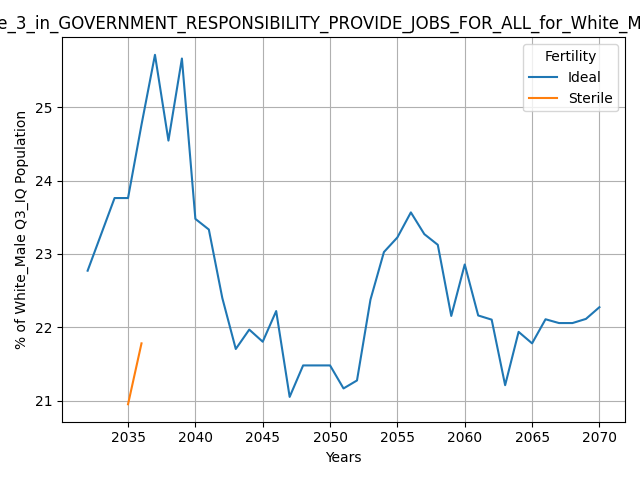 e_3_in_GOVERNMENT_RESPONSIBILITY_PROVIDE_JOBS_FOR_ALL_for_White_M
Fertility
Ideal
Sterile
% of White_Male Q3_IQ Population
25
24
23
22
21
2035 2040 2045 2050 2055 2060 2065 2070
Years